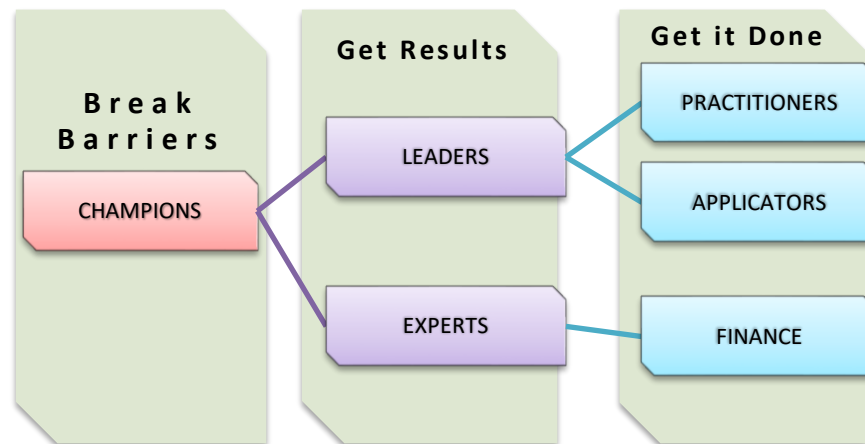 Break
Barriers
CHAMPIONS
Get Results
LEADERS
EXPERTS
Get it Done
PRACTITIONERS
APPLICATORS
FINANCE